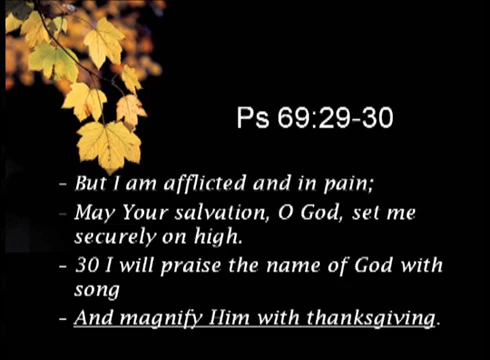 Ps 69:29-30
- But I am afflicted and in pain;
- May Your salvation, O God, set me
securely on high.
- 30 I will praise the name of God with
song
- And magnify Him with thanksgiving.